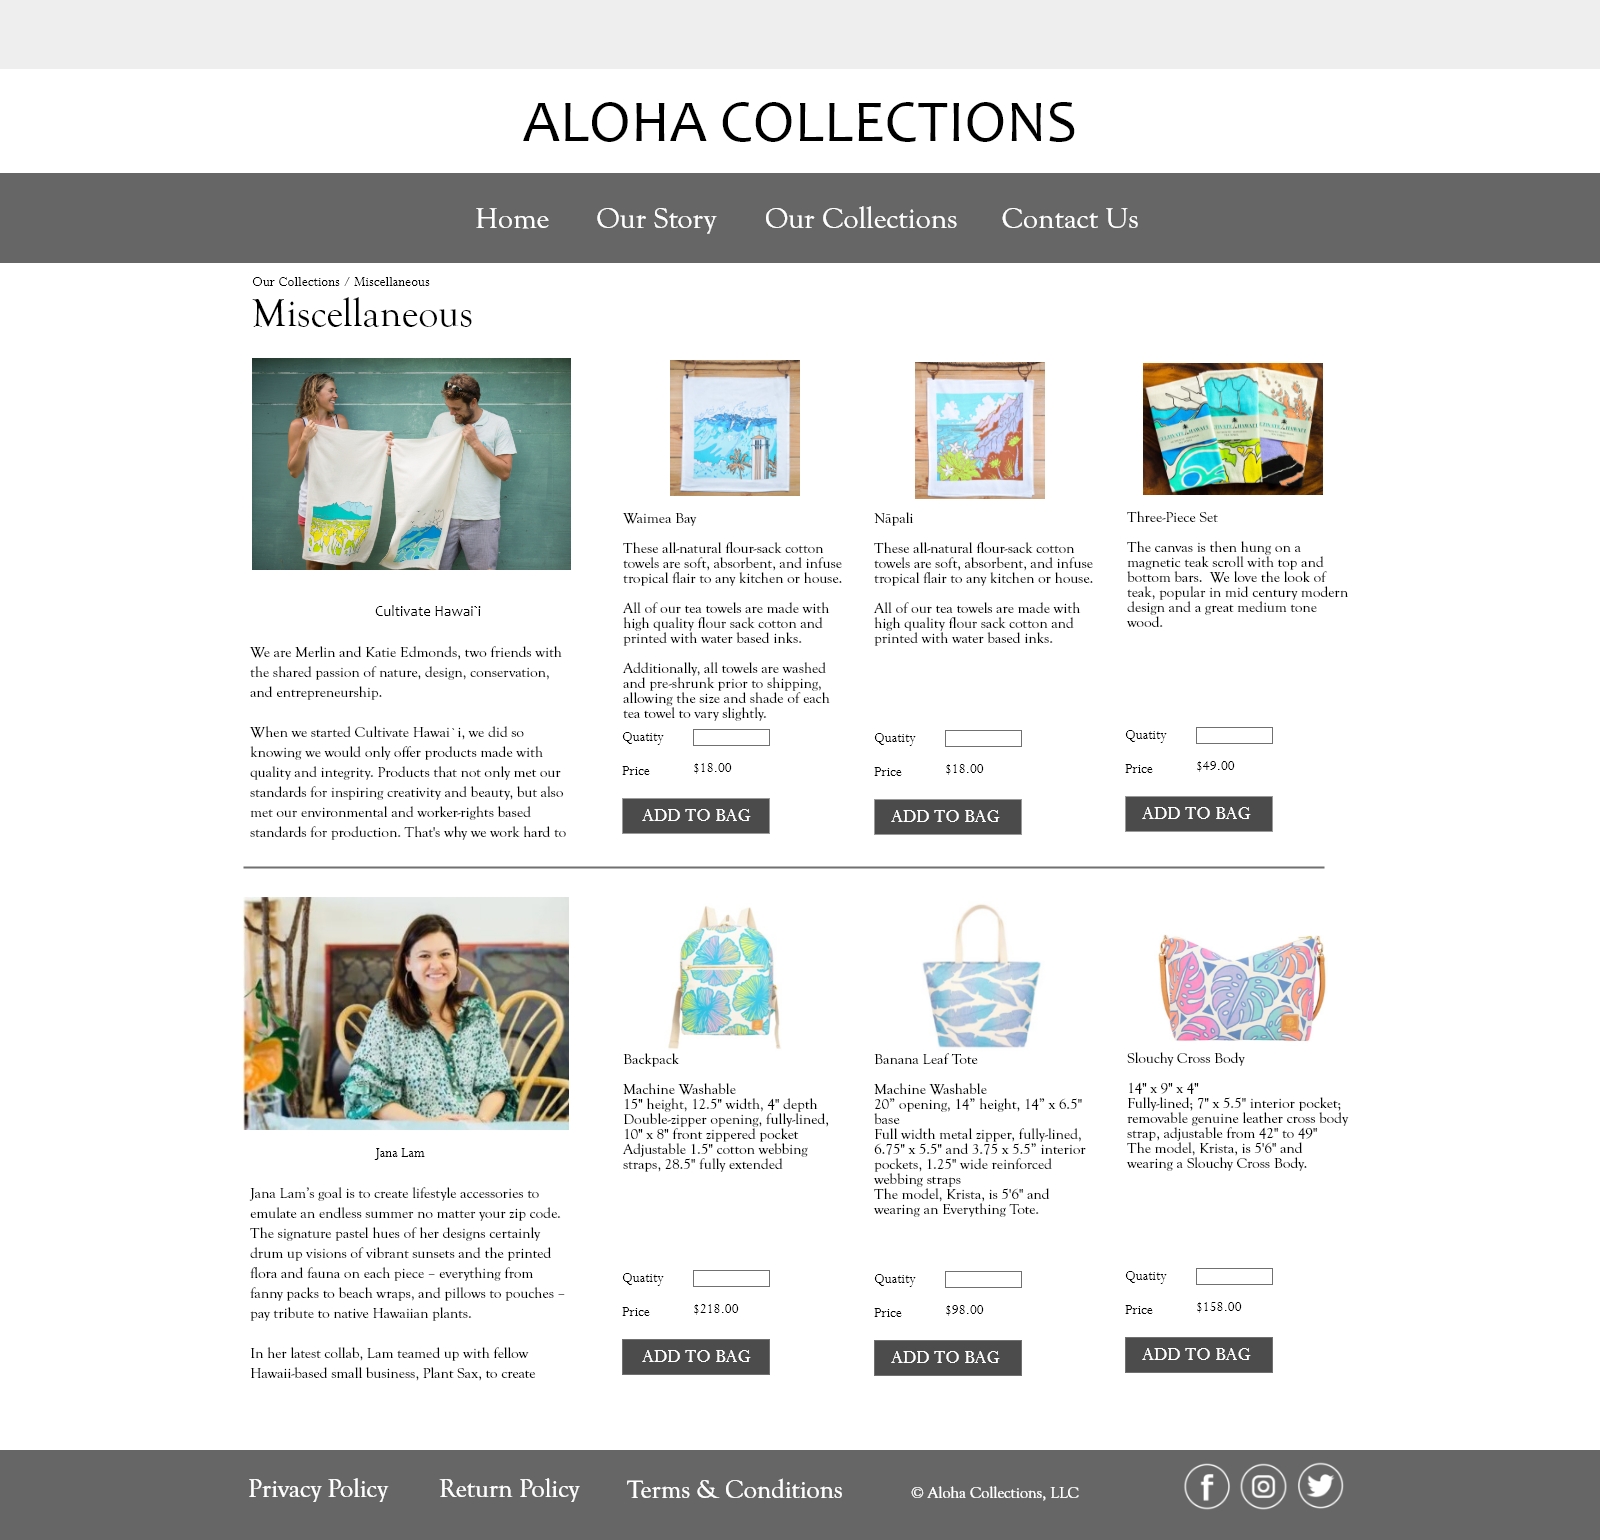 ALOHA COLLECTIONS
Home Our Story Our Collections Contact Us
Our Collections / Miscellaneous
Miscellaneous
Cultivate Hawai`i
We are Merlin and Katie Edmonds, two friends with
the shared passion of nature, design, conservation,
and entrepreneurship.
When we started Cultivate Hawai`i, we did so
knowing we would only offer products made with
quality and integrity. Products that not only met our
standards for inspiring creativity and beauty, but also
met our environmental and worker-rights based
standards for production. That's why we work hard to
Waimea Bay
These all-natural flour-sack cotton
towels are soft, absorbent, and infuse
tropical flair to any kitchen or house.
All of our tea towels are made with
high quality flour sack cotton and
printed with water based inks.
Additionally, all towels are washed
and pre-shrunk prior to shipping,
allowing the size and shade of each
tea towel to vary slightly.
Quatity
Price $18.00
ADD TO BAG
Nāpali
These all-natural flour-sack cotton
towels are soft, absorbent, and infuse
tropical flair to any kitchen or house.
All of our tea towels are made with
high quality flour sack cotton and
printed with water based inks.
Quatity
Price $18.00
ADD TO BAG
Three-Piece Set
The canvas is then hung on a
magnetic teak scroll with top and
bottom bars.  We love the look of
teak, popular in mid century modern
design and a great medium tone
wood.
Quatity
Price $49.00
ADD TO BAG
Jana Lam
Jana Lam's goal is to create lifestyle accessories to
emulate an endless summer no matter your zip code.
The signature pastel hues of her designs certainly
drum up visions of vibrant sunsets and the printed
flora and fauna on each piece – everything from
fanny packs to beach wraps, and pillows to pouches –
pay tribute to native Hawaiian plants.
In her latest collab, Lam teamed up with fellow
Hawaii-based small business, Plant Sax, to create
Backpack
Machine Washable
15" height, 12.5" width, 4" depth
Double-zipper opening, fully-lined,
10" x 8" front zippered pocket
Adjustable 1.5" cotton webbing
straps, 28.5" fully extended
Quatity
Price $218.00
ADD TO BAG
Banana Leaf Tote
Machine Washable
20” opening, 14” height, 14” x 6.5"
base
Full width metal zipper, fully-lined,
6.75" x 5.5" and 3.75 x 5.5” interior
pockets, 1.25" wide reinforced
webbing straps
The model, Krista, is 5'6" and
wearing an Everything Tote.
Quatity
Price $98.00
ADD TO BAG
Slouchy Cross Body
14" x 9" x 4"
Fully-lined; 7" x 5.5" interior pocket;
removable genuine leather cross body
strap, adjustable from 42" to 49"
The model, Krista, is 5'6" and
wearing a Slouchy Cross Body.
Quatity
Price $158.00
ADD TO BAG
Privacy Policy Return Policy Terms & Conditions © Aloha Collections, LLC